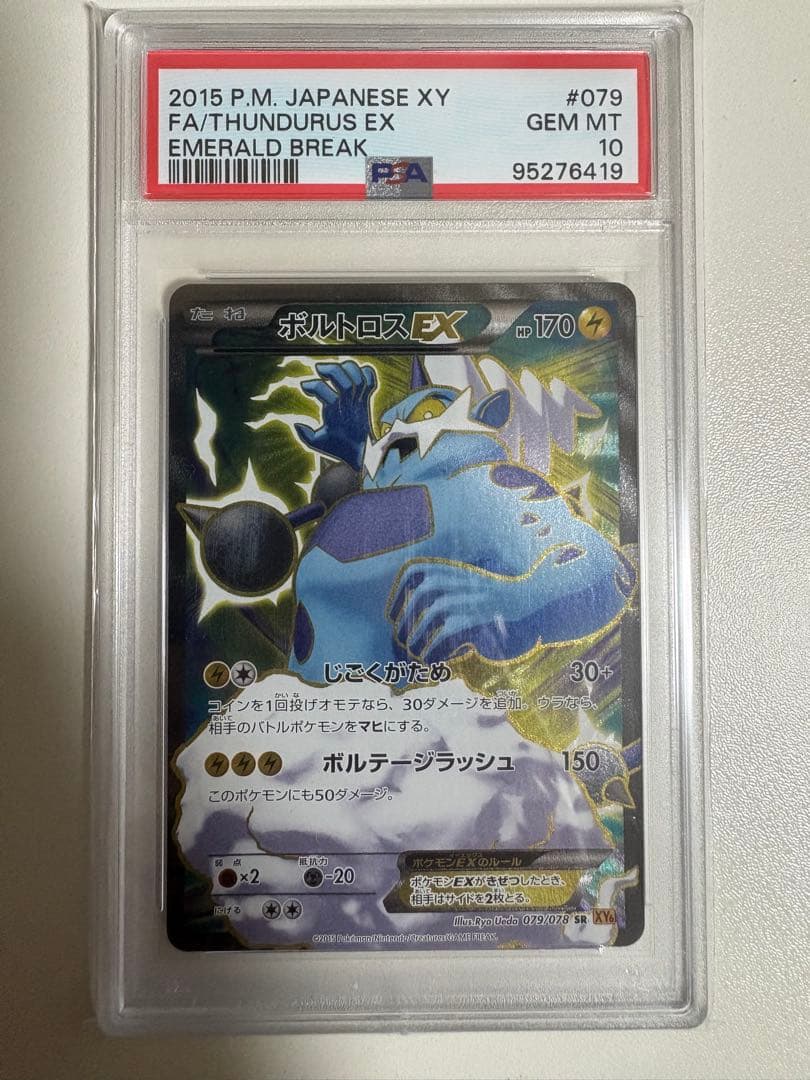 2015 P.M. JAPANESE XY #079
FA/THUNDURUS EX GEM MT
EMERALD BREAK 10
PSA 95276419
たね ボルトロスEX HP170
じごくがため 30+
コインを1回投げオモテなら、30ダメージを追加。ウラなら、
相手のバトルポケモンをマヒにする。
ボルテージラッシュ 150
このポケモンにも50ダメージ。
弱点 抵抗力
×2 -20
にげる
ポケモンEXのルール
ポケモンEXがきぜつしたとき、
相手はサイドを2枚とる。
Illus.Ryo Ueda 079/078 SR XY6
©2015 Pokémon/Nintendo/Creatures/GAME FREAK.